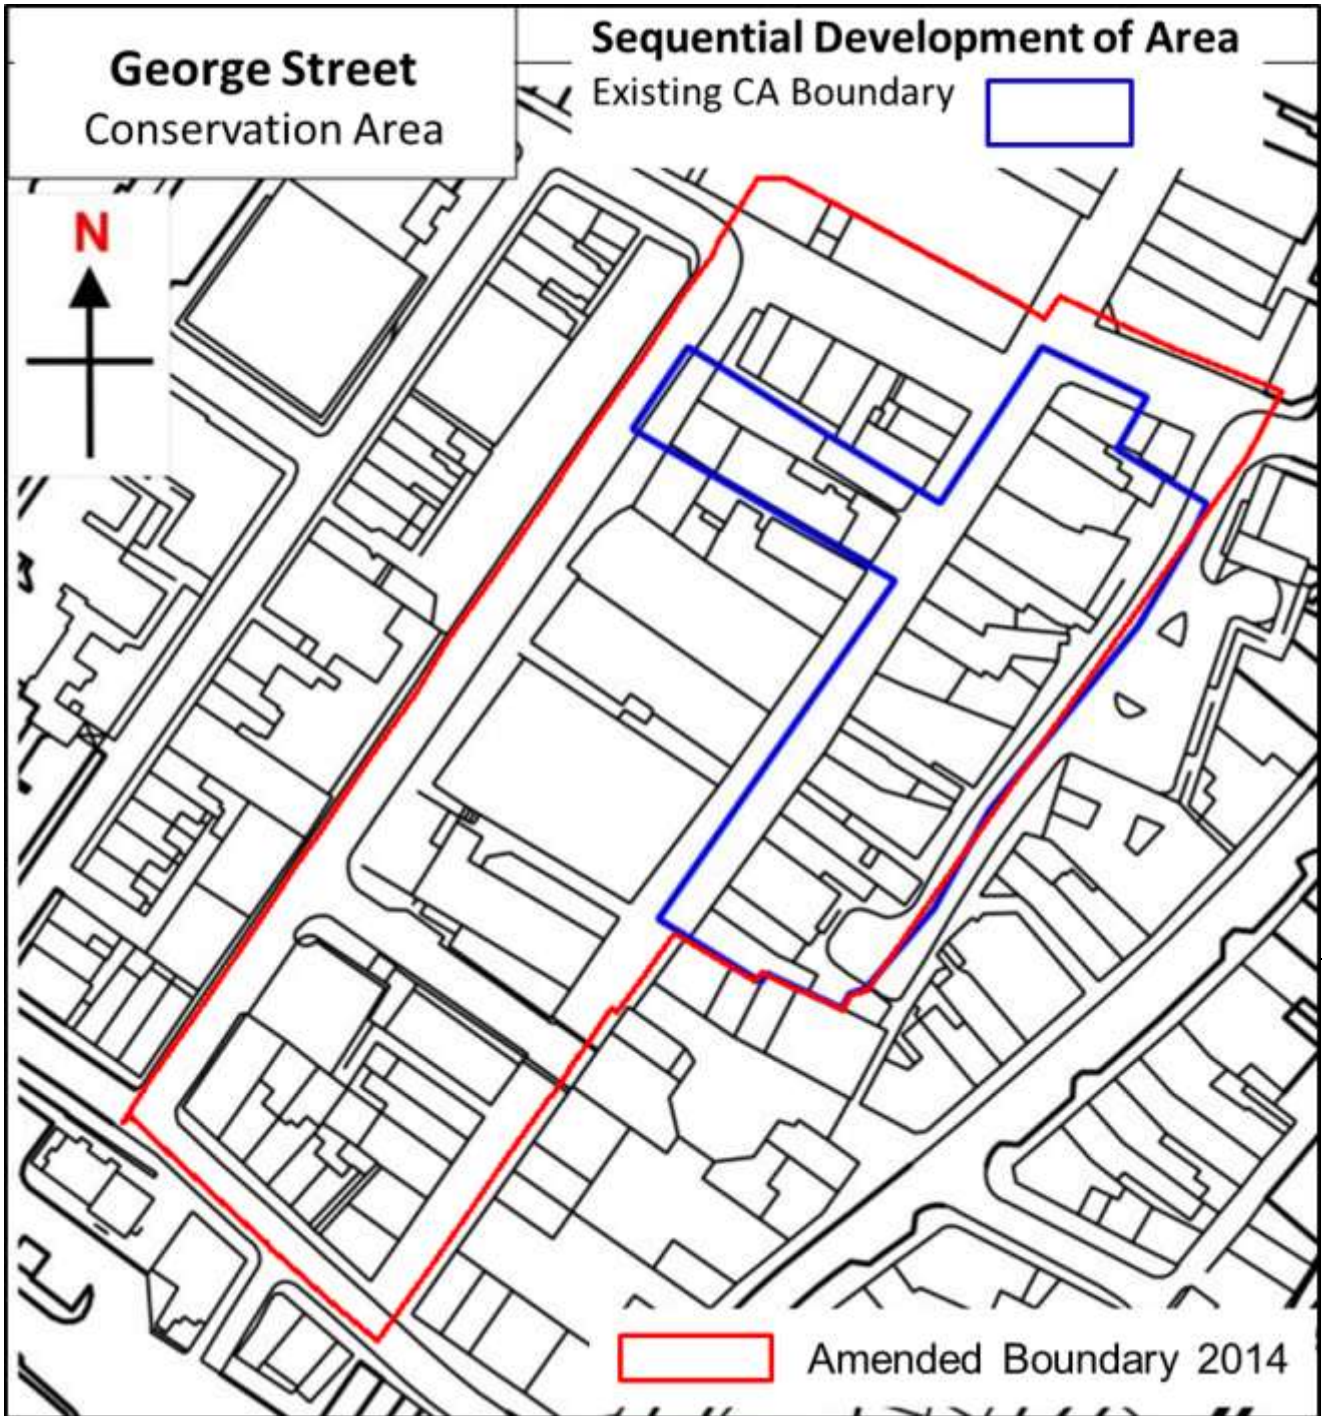 George Street
Conservation Area
Sequential Development of Area
Existing CA Boundary
N
Amended Boundary 2014